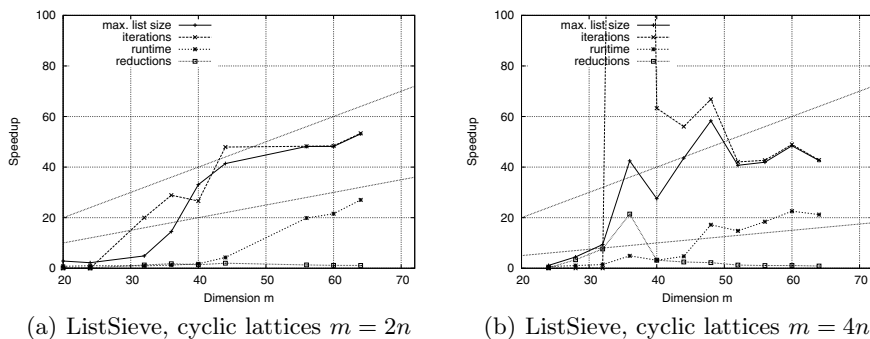 max. list size
iterations
runtime
reductions
100
80
60
40
20
0
Speedup
20 30 40 50 60 70
Dimension m
(a) ListSieve, cyclic lattices m = 2n
max. list size
iterations
runtime
reductions
100
80
60
40
20
0
Speedup
20 30 40 50 60 70
Dimension m
(b) ListSieve, cyclic lattices m = 4n